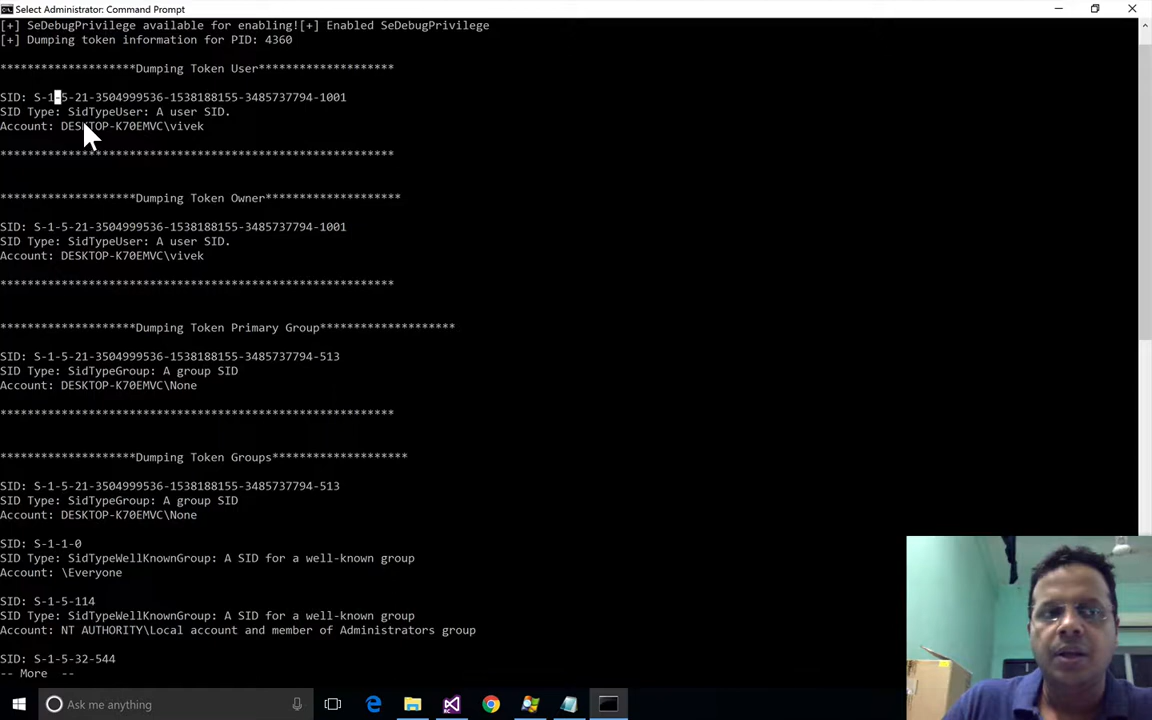 Select Administrator: Command Prompt
[+] SeDebugPrivilege available for enabling![+] Enabled SeDebugPrivilege
[+] Dumping token information for PID: 4360
********************Dumping Token User********************
SID: S-1-5-21-3504999536-1538188155-3485737794-1001
SID Type: SidTypeUser: A user SID.
Account: DESKTOP-K70EMVC\vivek
**********************************************************
********************Dumping Token Owner********************
SID: S-1-5-21-3504999536-1538188155-3485737794-1001
SID Type: SidTypeUser: A user SID.
Account: DESKTOP-K70EMVC\vivek
**********************************************************
********************Dumping Token Primary Group********************
SID: S-1-5-21-3504999536-1538188155-3485737794-513
SID Type: SidTypeGroup: A group SID
Account: DESKTOP-K70EMVC\None
**********************************************************
********************Dumping Token Groups********************
SID: S-1-5-21-3504999536-1538188155-3485737794-513
SID Type: SidTypeGroup: A group SID
Account: DESKTOP-K70EMVC\None
SID: S-1-1-0
SID Type: SidTypeWellKnownGroup: A SID for a well-known group
Account: \Everyone
SID: S-1-5-114
SID Type: SidTypeWellKnownGroup: A SID for a well-known group
Account: NT AUTHORITY\Local account and member of Administrators group
SID: S-1-5-32-544
-- More  --
Ask me anything